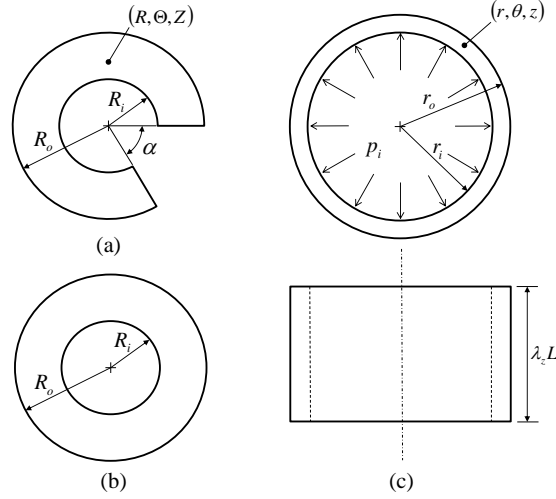 (R, Θ, Z)
R_i
R_o
α
(a)
(r, θ, z)
r_o
p_i
r_i
R_i
R_o
(b)
λ_z L
(c)